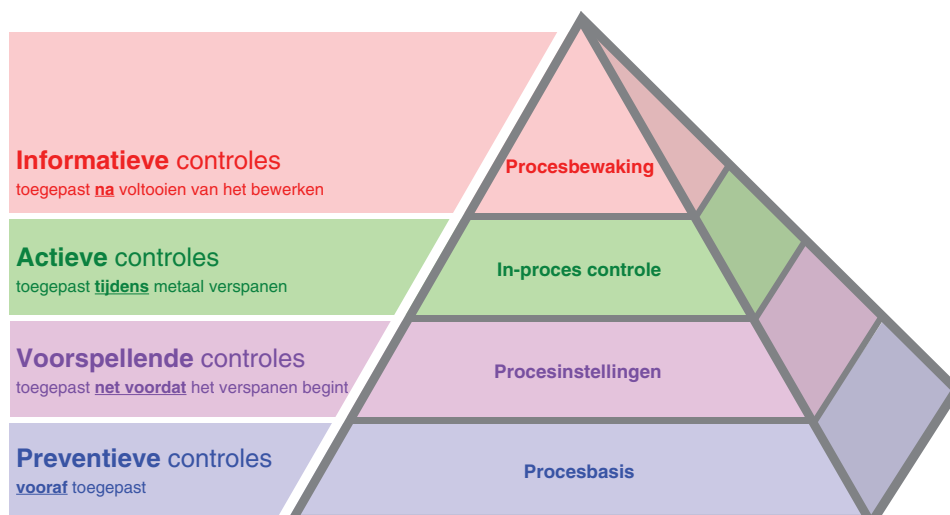 Informatieve controles
toegepast na voltooien van het bewerken
Procesbewaking
Actieve controles
toegepast tijdens metaal verspanen
In-proces controle
Voorspellende controles
toegepast net voordat het verspanen begint
Procesinstellingen
Preventieve controles
vooraf toegepast
Procesbasis